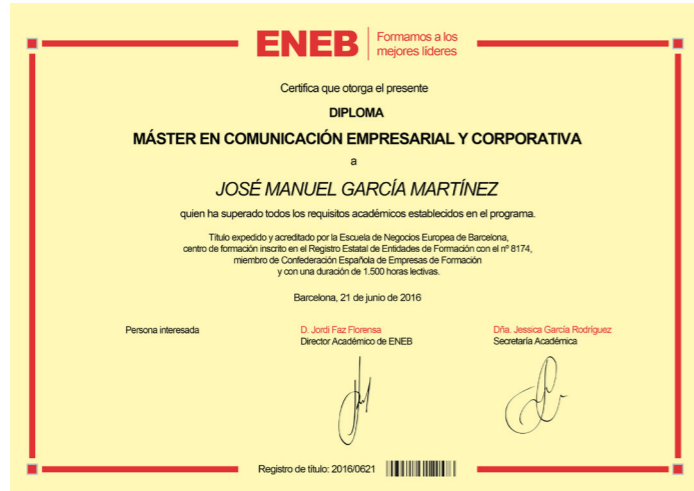 ENEB
Formamos a los
mejores líderes
Certifica que otorga el presente
DIPLOMA
MÁSTER EN COMUNICACIÓN EMPRESARIAL Y CORPORATIVA
a
JOSÉ MANUEL GARCÍA MARTÍNEZ
quien ha superado todos los requisitos académicos establecidos en el programa.
Título expedido y acreditado por la Escuela de Negocios Europea de Barcelona,
centro de formación inscrito en el Registro Estatal de Entidades de Formación con el nº 8174,
miembro de Confederación Española de Empresas de Formación
y con una duración de 1.500 horas lectivas.
Barcelona, 21 de junio de 2016
Persona interesada
D. Jordi Faz Florensa
Director Académico de ENEB
Dña. Jessica García Rodríguez
Secretaría Académica
Registro de título: 2016/0621